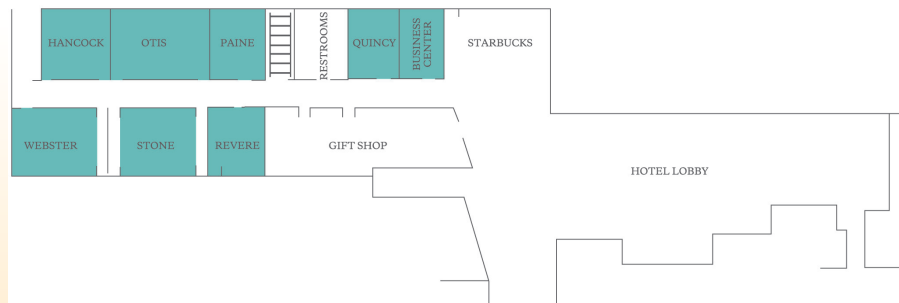 HANCOCK
OTIS
PAINE
RESTROOMS
QUINCY
BUSINESS
CENTER
STARBUCKS
WEBSTER
STONE
REVERE
GIFT SHOP
HOTEL LOBBY